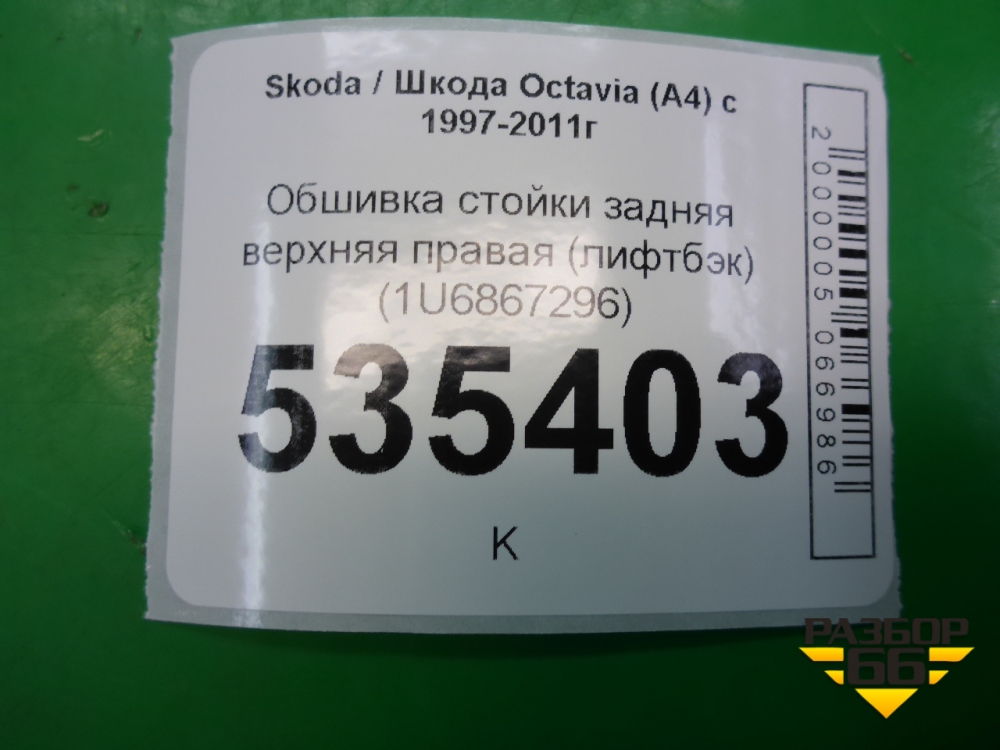 Skoda / Шкода Octavia (A4) с
1997-2011г
Обшивка стойки задняя
верхняя правая (лифтбэк)
(1U6867296)
535403
К
2000005066986
РАЗБОР
66